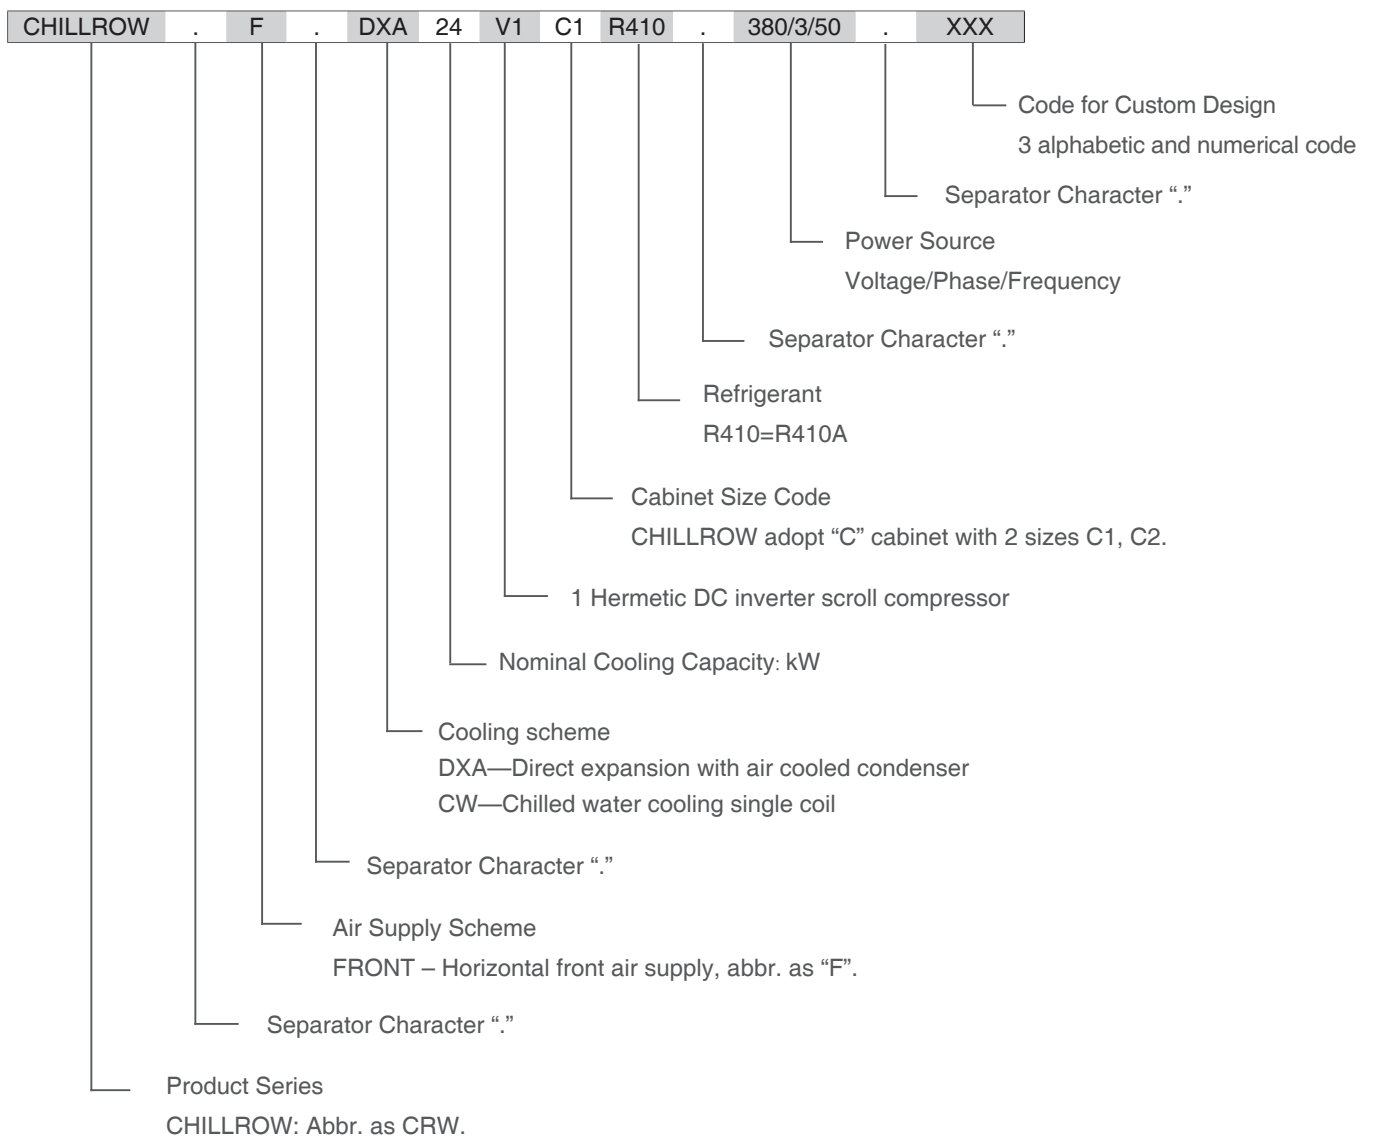 CHILLROW . F . DXA 24 V1 C1 R410 . 380/3/50 . XXX
Code for Custom Design
3 alphabetic and numerical code
Separator Character “.”
Power Source
Voltage/Phase/Frequency
Separator Character “.”
Refrigerant
R410=R410A
Cabinet Size Code
CHILLROW adopt “C” cabinet with 2 sizes C1, C2.
1 Hermetic DC inverter scroll compressor
Nominal Cooling Capacity: kW
Cooling scheme
DXA—Direct expansion with air cooled condenser
CW—Chilled water cooling single coil
Separator Character “.”
Air Supply Scheme
FRONT – Horizontal front air supply, abbr. as “F”.
Separator Character “.”
Product Series
CHILLROW: Abbr. as CRW.